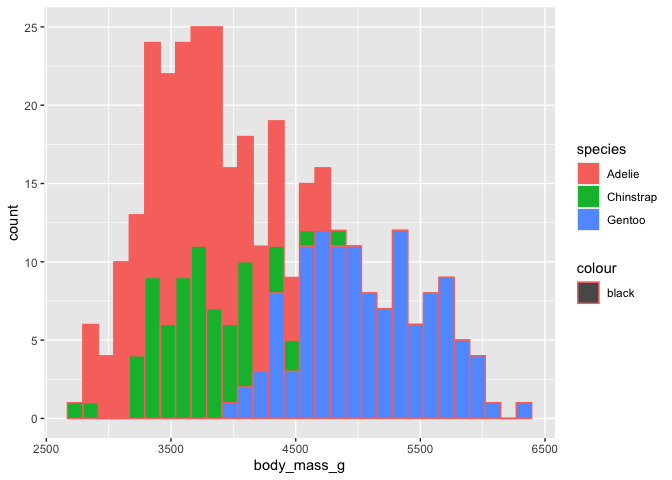 25
20
15
10
5
0
count
2500
3500
4500
5500
6500
body_mass_g
species
Adelie
Chinstrap
Gentoo
colour
black